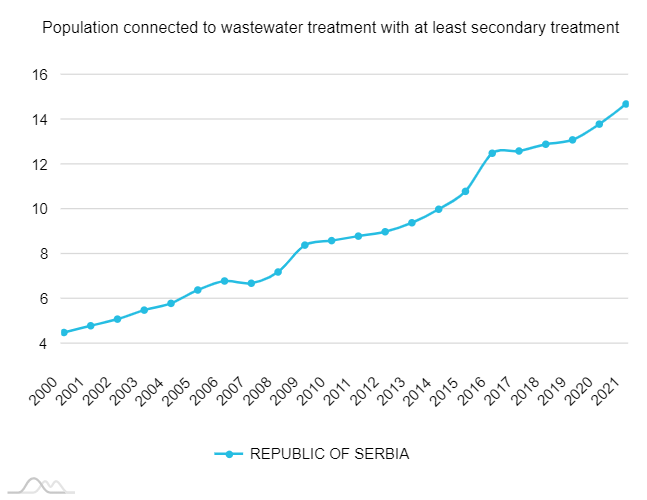 Population connected to wastewater treatment with at least secondary treatment
16
14
12
10
8
6
4
2000 2001 2002 2003 2004 2005 2006 2007 2008 2009 2010 2011 2012 2013 2014 2015 2016 2017 2018 2019 2020 2021
REPUBLIC OF SERBIA